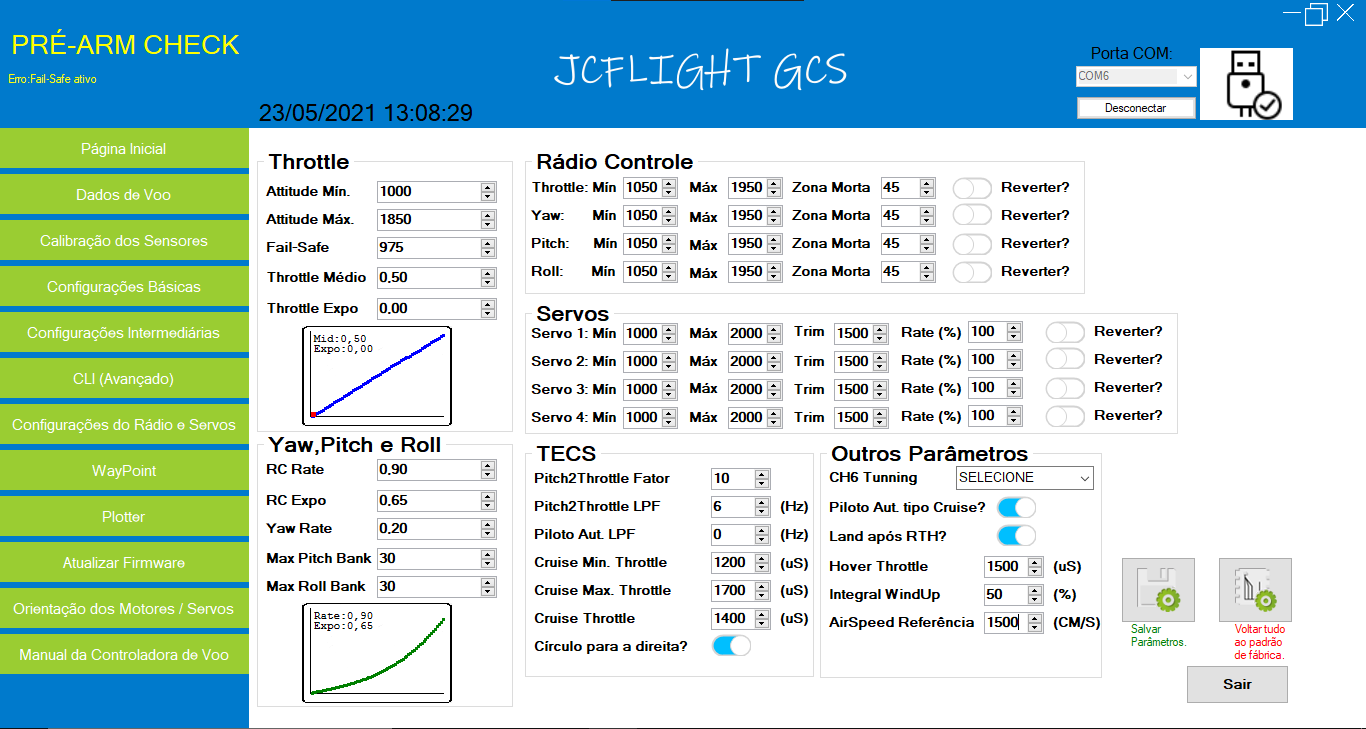 PRÉ-ARM CHECK
Erro:Fail-Safe ativo
JCFLIGHT GCS
23/05/2021 13:08:29
Porta COM:
COM6
Desconectar
Página Inicial
Dados de Voo
Calibração dos Sensores
Configurações Básicas
Configurações Intermediárias
CLI (Avançado)
Configurações do Rádio e Servos
WayPoint
Plotter
Atualizar Firmware
Orientação dos Motores / Servos
Manual da Controladora de Voo
Throttle
Attitude Mín. 1000
Attitude Máx. 1850
Fail-Safe 975
Throttle Médio 0.50
Throttle Expo 0.00
Mid:0,50
Expo:0,00
Yaw,Pitch e Roll
RC Rate 0.90
RC Expo 0.65
Yaw Rate 0.20
Max Pitch Bank 30
Max Roll Bank 30
Rate:0,90
Expo:0,65
Rádio Controle
Throttle: Mín 1050 Máx 1950 Zona Morta 45 Reverter?
Yaw: Mín 1050 Máx 1950 Zona Morta 45 Reverter?
Pitch: Mín 1050 Máx 1950 Zona Morta 45 Reverter?
Roll: Mín 1050 Máx 1950 Zona Morta 45 Reverter?
Servos
Servo 1: Mín 1000 Máx 2000 Trim 1500 Rate (%) 100 Reverter?
Servo 2: Mín 1000 Máx 2000 Trim 1500 Rate (%) 100 Reverter?
Servo 3: Mín 1000 Máx 2000 Trim 1500 Rate (%) 100 Reverter?
Servo 4: Mín 1000 Máx 2000 Trim 1500 Rate (%) 100 Reverter?
TECS
Pitch2Throttle Fator 10
Pitch2Throttle LPF 6 (Hz)
Piloto Aut. LPF 0 (Hz)
Cruise Min. Throttle 1200 (uS)
Cruise Max. Throttle 1700 (uS)
Cruise Throttle 1400 (uS)
Círculo para a direita?
Outros Parâmetros
CH6 Tunning SELECIONE
Piloto Aut. tipo Cruise?
Land após RTH?
Hover Throttle 1500 (uS)
Integral WindUp 50 (%)
AirSpeed Referência 1500 (CM/S)
Salvar
Parâmetros.
Voltar tudo
ao padrão
de fábrica.
Sair